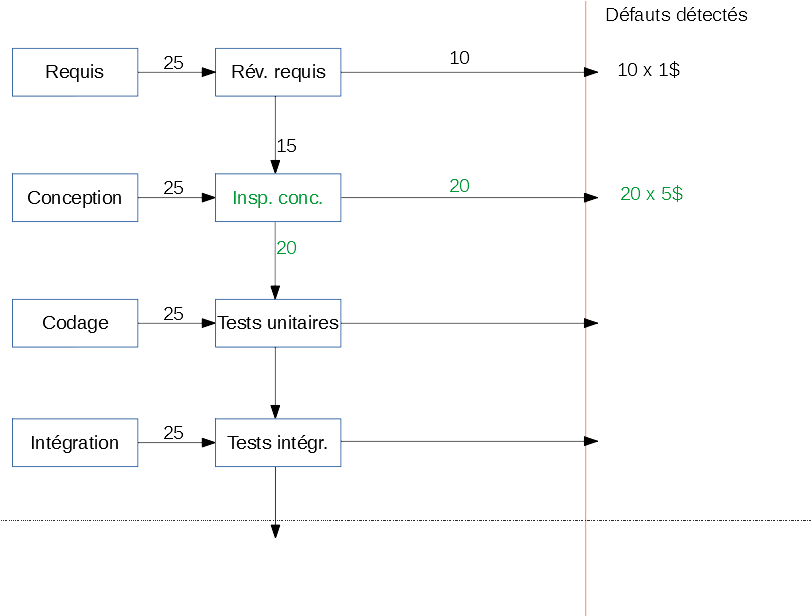 Défauts détectés
Requis
25
Rév. requis
10
10 x 1$
15
Conception
25
Insp. conc.
20
20 x 5$
20
Codage
25
Tests unitaires
Intégration
25
Tests intégr.